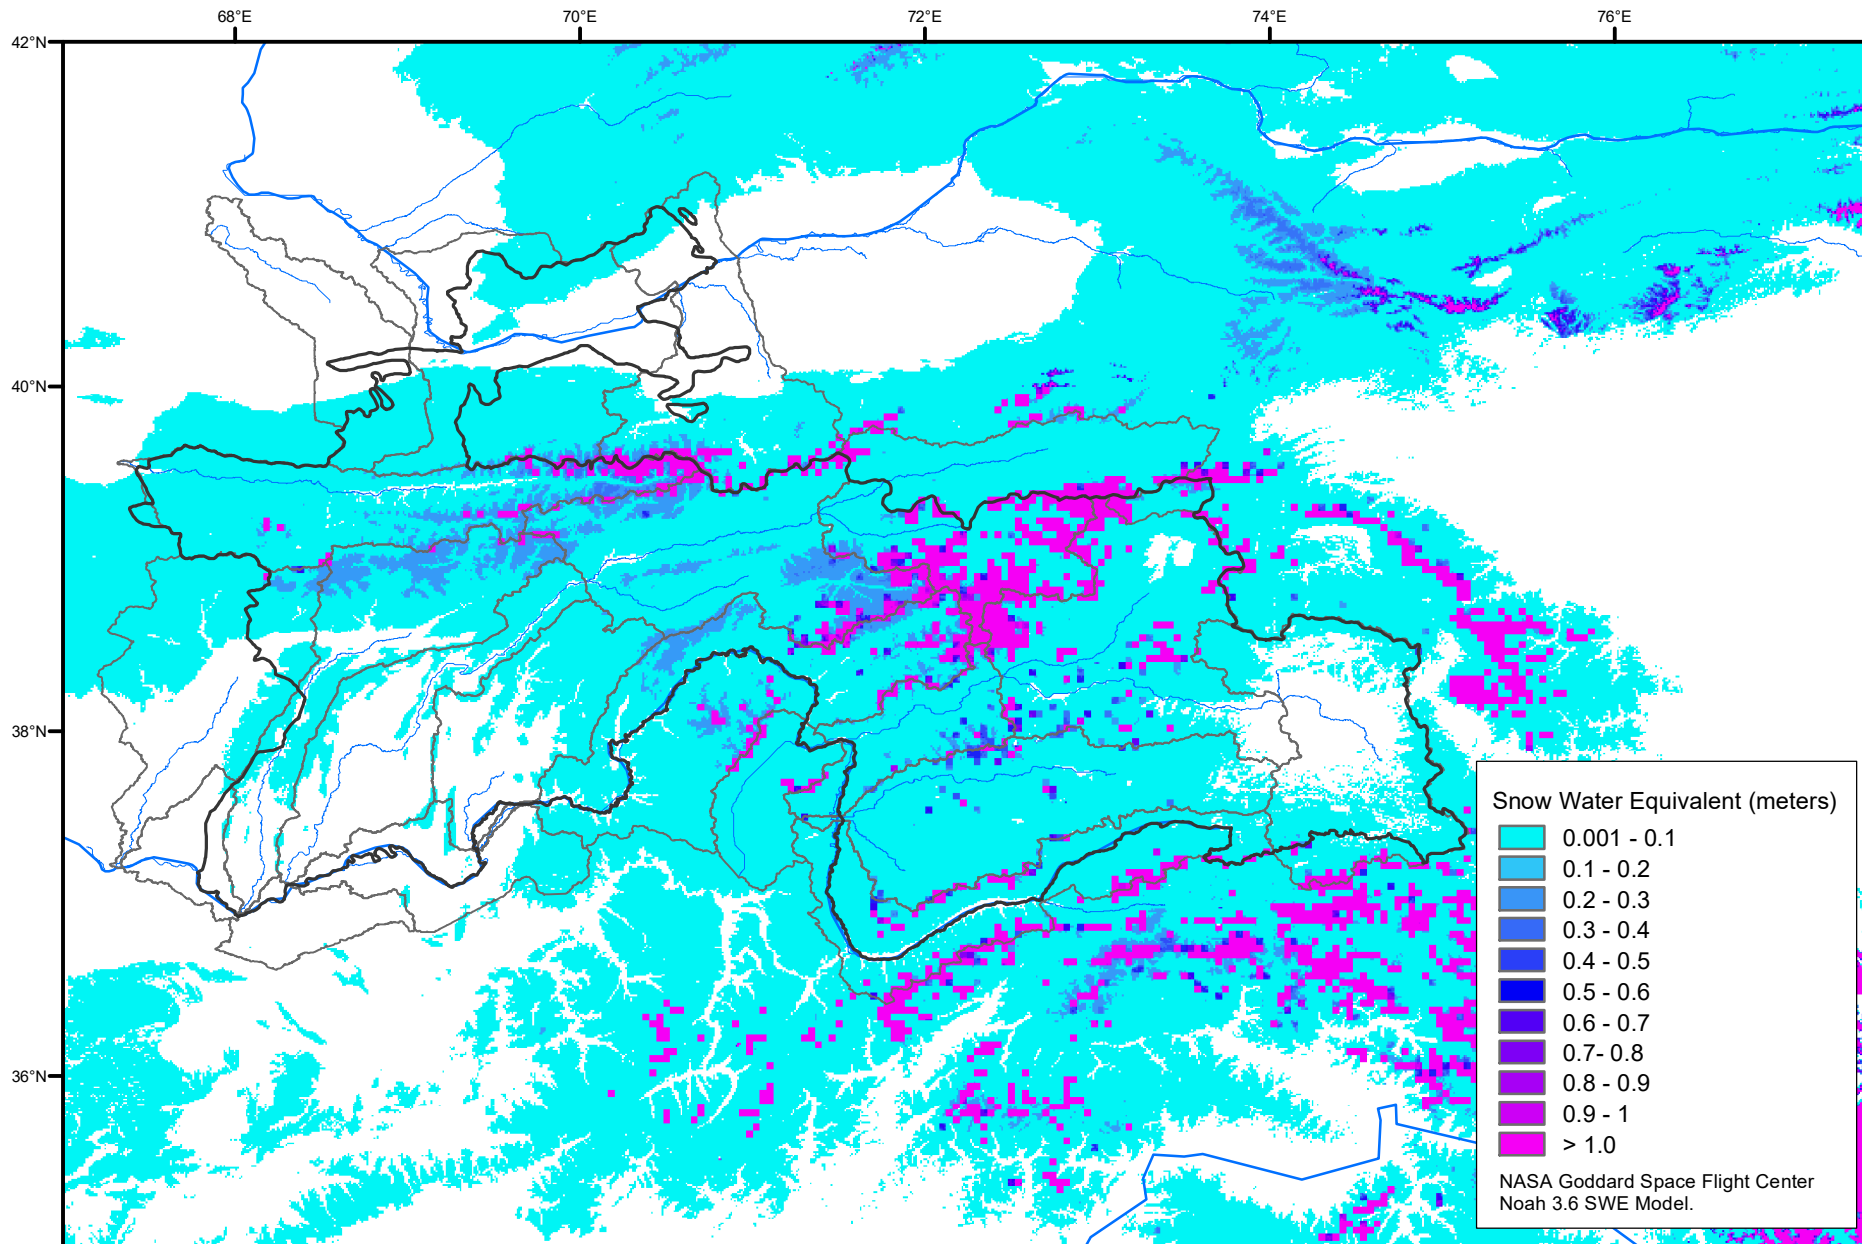 68°E 70°E 72°E 74°E 76°E
42°N
40°N
38°N
36°N
Snow Water Equivalent (meters)
0.001 - 0.1
0.1 - 0.2
0.2 - 0.3
0.3 - 0.4
0.4 - 0.5
0.5 - 0.6
0.6 - 0.7
0.7- 0.8
0.8 - 0.9
0.9 - 1
> 1.0
NASA Goddard Space Flight Center
Noah 3.6 SWE Model.